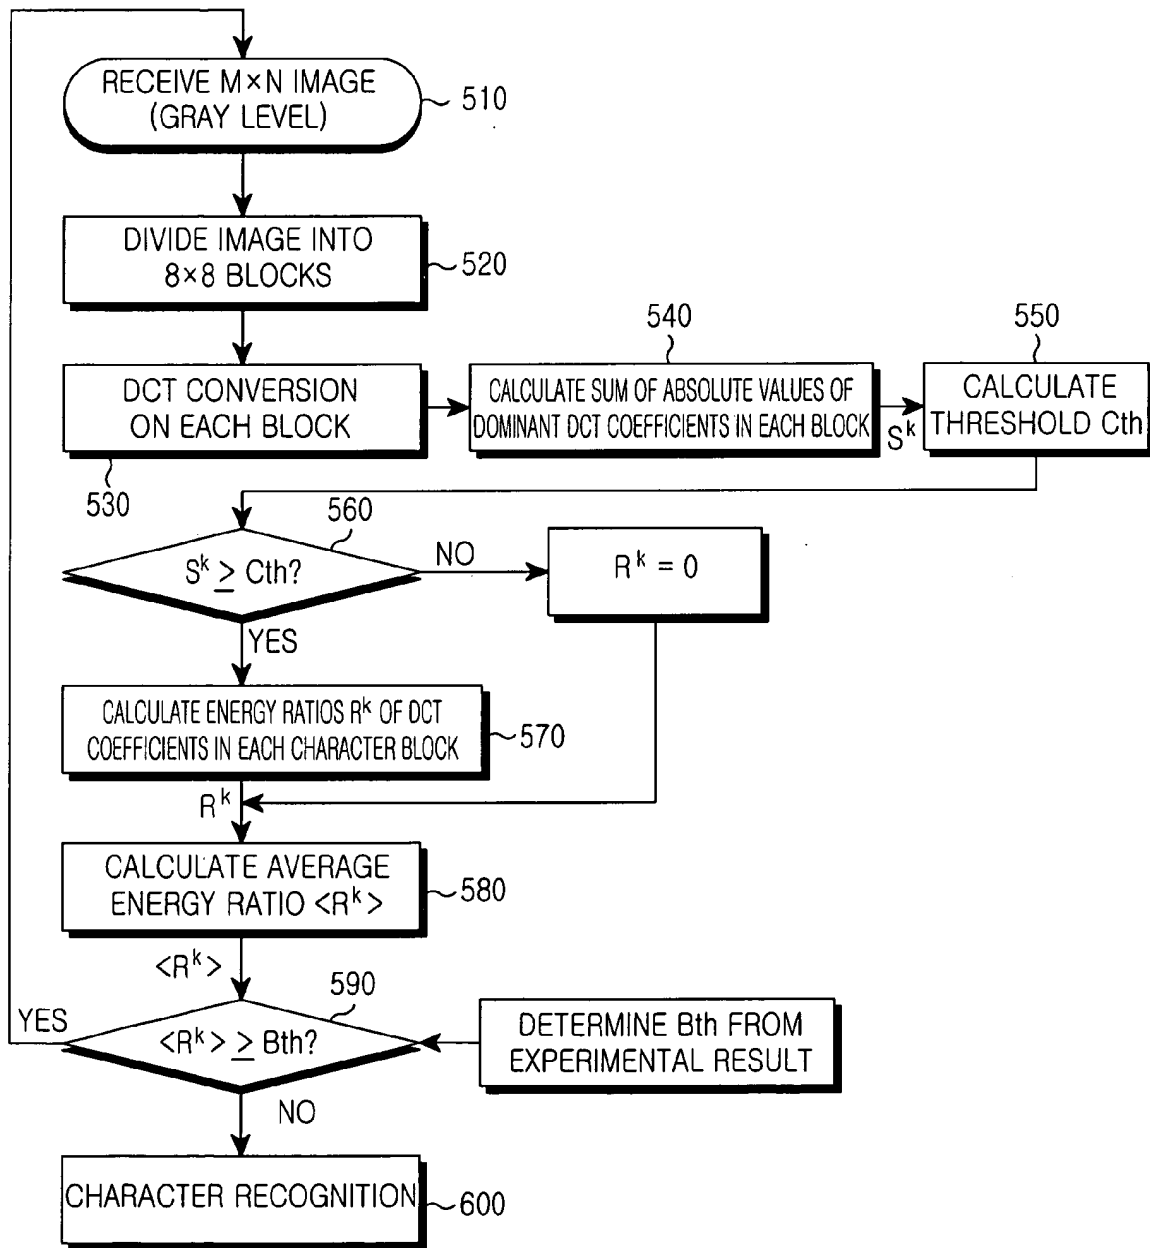 RECEIVE M×N IMAGE
(GRAY LEVEL)
510
DIVIDE IMAGE INTO
8×8 BLOCKS
520
DCT CONVERSION
ON EACH BLOCK
530
540
CALCULATE SUM OF ABSOLUTE VALUES OF
DOMINANT DCT COEFFICIENTS IN EACH BLOCK
S^k
550
CALCULATE
THRESHOLD Cth
560
S^k ≥ Cth?
NO
R^k = 0
YES
CALCULATE ENERGY RATIOS R^k OF DCT
COEFFICIENTS IN EACH CHARACTER BLOCK
570
R^k
CALCULATE AVERAGE
ENERGY RATIO <R^k>
580
<R^k>
590
YES
<R^k> ≥ Bth?
DETERMINE Bth FROM
EXPERIMENTAL RESULT
NO
CHARACTER RECOGNITION
600